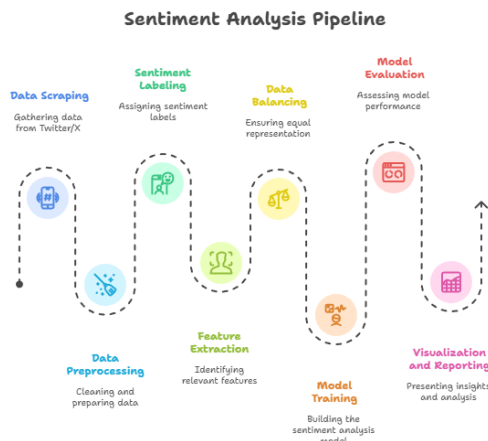 Sentiment Analysis Pipeline
Data Scraping
Gathering data
from Twitter/X
#
Data
Preprocessing
Cleaning and
preparing data
Sentiment
Labeling
Assigning sentiment
labels
Feature
Extraction
Identifying
relevant features
Data
Balancing
Ensuring equal
representation
Model
Training
Building the
sentiment analysis
model
Model
Evaluation
Assessing model
performance
Visualization
and Reporting
Presenting insights
and analysis